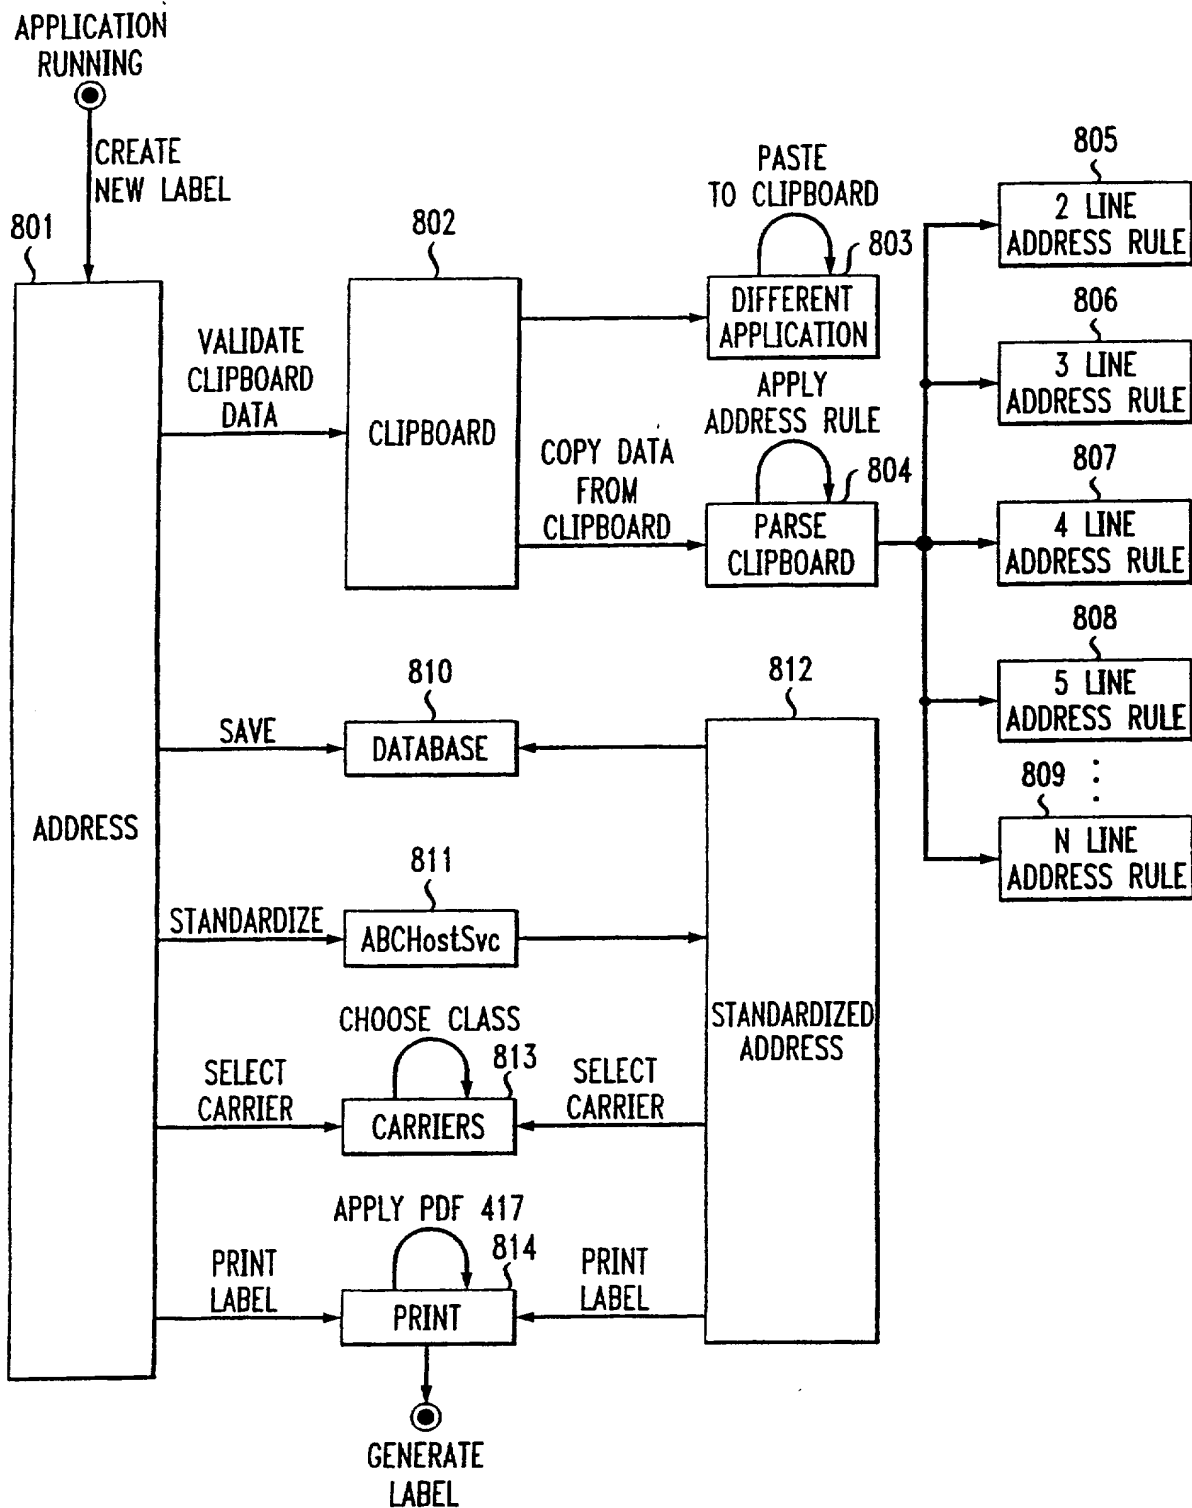 APPLICATION
RUNNING
CREATE
NEW LABEL
801
ADDRESS
VALIDATE
CLIPBOARD
DATA
802
CLIPBOARD
PASTE
TO CLIPBOARD
803
DIFFERENT
APPLICATION
COPY DATA
FROM
CLIPBOARD
APPLY
ADDRESS RULE
804
PARSE
CLIPBOARD
805
2 LINE
ADDRESS RULE
806
3 LINE
ADDRESS RULE
807
4 LINE
ADDRESS RULE
808
5 LINE
ADDRESS RULE
809
N LINE
ADDRESS RULE
SAVE
810
DATABASE
812
STANDARDIZED
ADDRESS
STANDARDIZE
811
ABCHostSvc
SELECT
CARRIER
CHOOSE CLASS
813
CARRIERS
SELECT
CARRIER
PRINT
LABEL
APPLY PDF 417
814
PRINT
PRINT
LABEL
GENERATE
LABEL